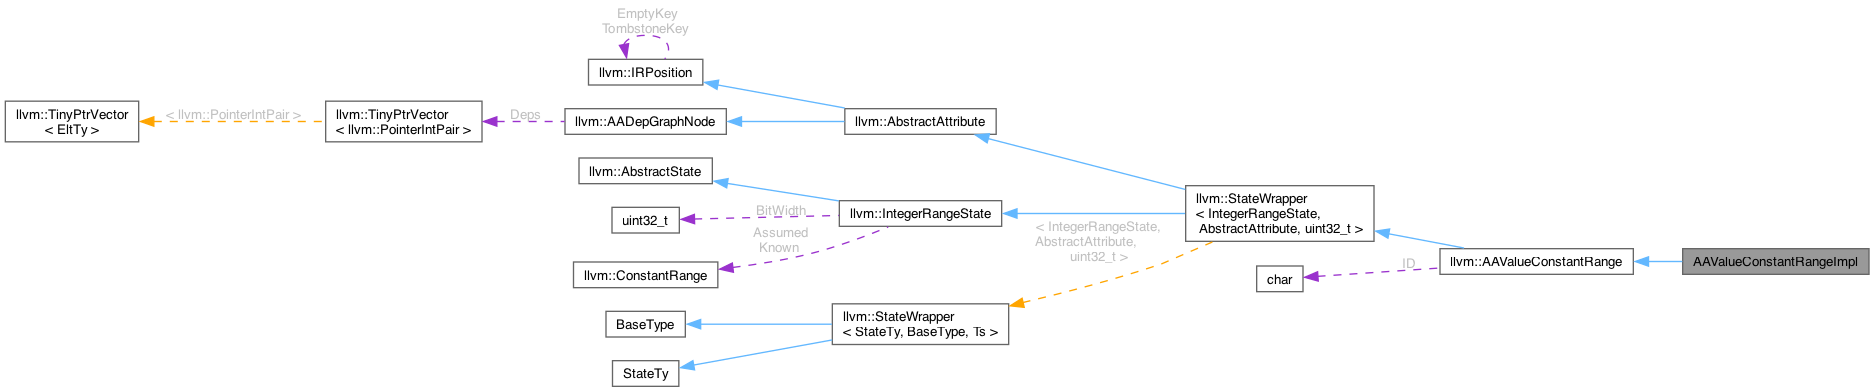 EmptyKey
TombstoneKey
llvm::IRPosition
llvm::TinyPtrVector
< EltTy >
< llvm::PointerIntPair >
llvm::TinyPtrVector
< llvm::PointerIntPair >
Deps
llvm::AADepGraphNode
llvm::AbstractAttribute
llvm::AbstractState
uint32_t
BitWidth
llvm::IntegerRangeState
Assumed
Known
llvm::ConstantRange
llvm::StateWrapper
< IntegerRangeState,
AbstractAttribute, uint32_t >
< IntegerRangeState,
AbstractAttribute,
uint32_t >
char
ID
llvm::AAValueConstantRange
AAValueConstantRangeImpl
BaseType
llvm::StateWrapper
< StateTy, BaseType, Ts >
StateTy